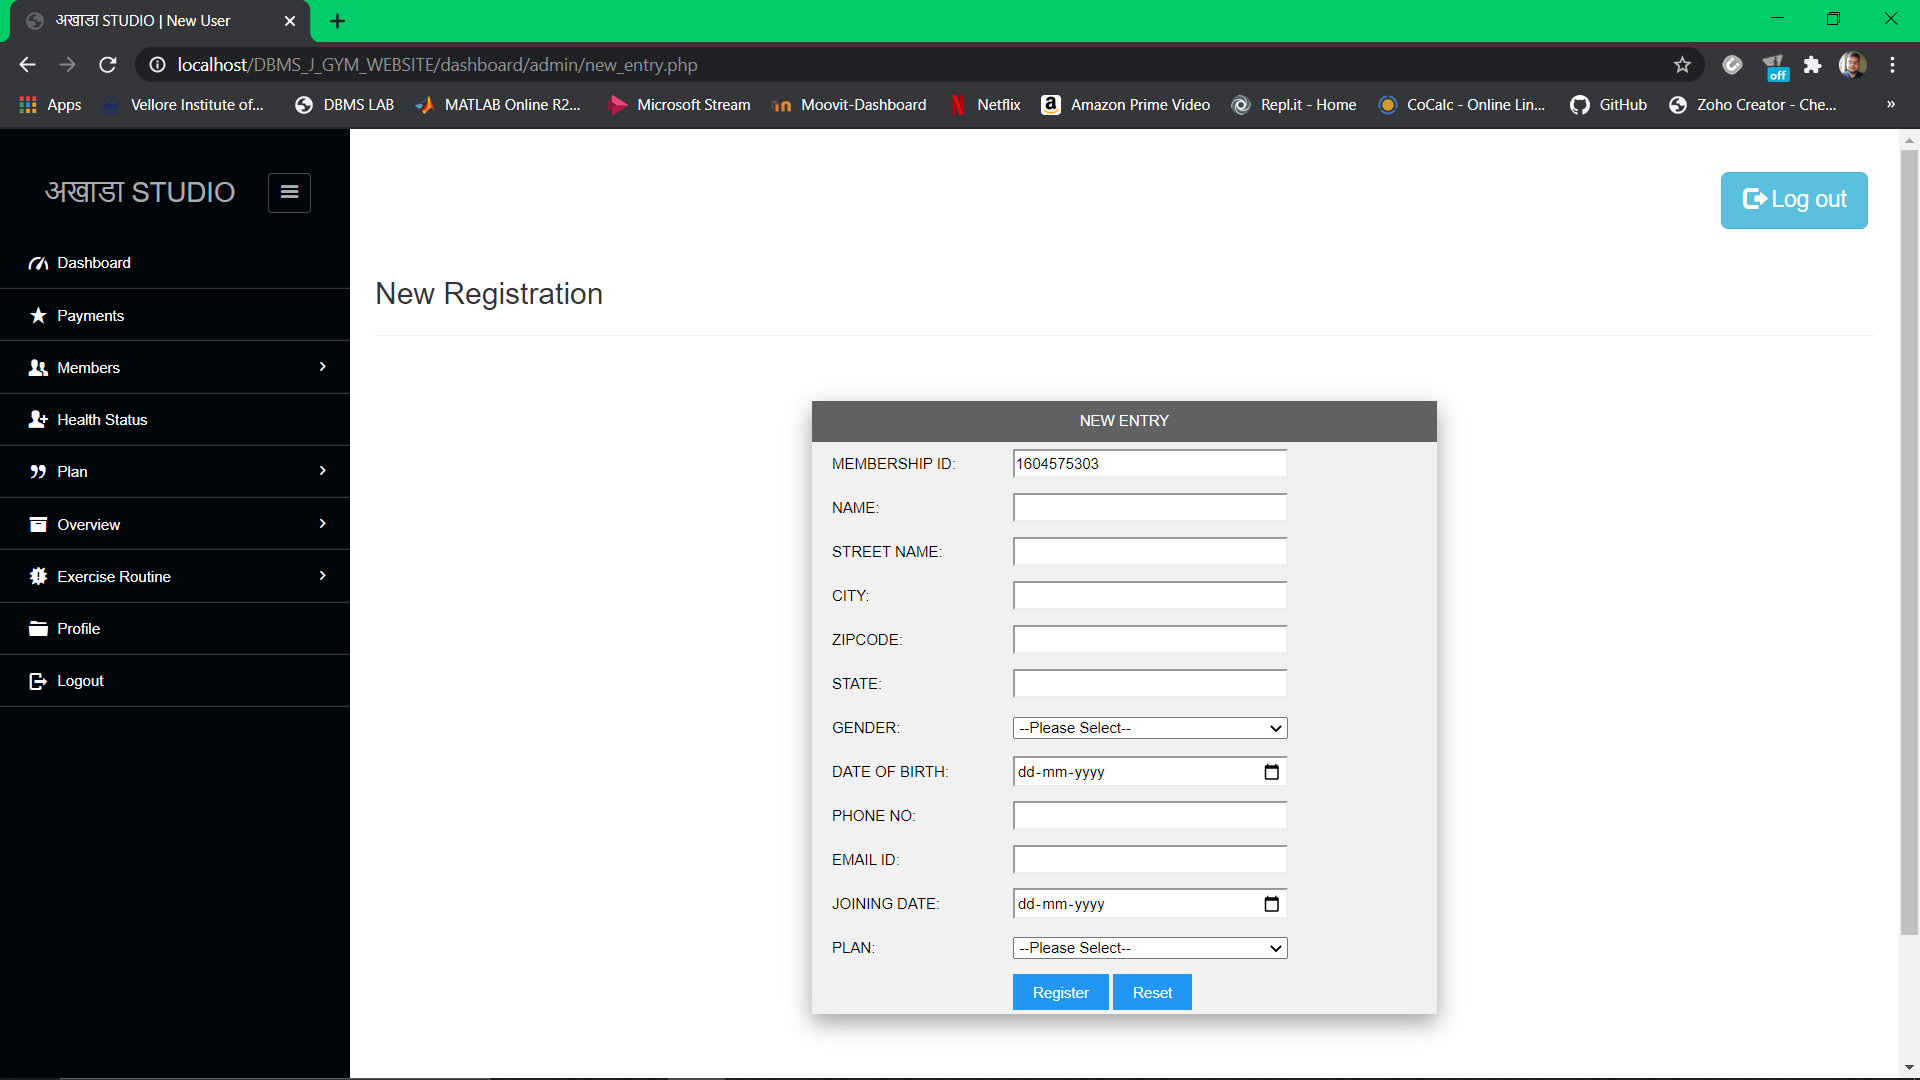 अखाडा STUDIO | New User
localhost/DBMS_J_GYM_WEBSITE/dashboard/admin/new_entry.php
off
Apps Vellore Institute of... DBMS LAB MATLAB Online R2... Microsoft Stream Moovit-Dashboard Netflix Amazon Prime Video Repl.it - Home CoCalc - Online Lin... GitHub Zoho Creator - Che... »
अखाडा STUDIO
Log out
Dashboard
Payments
Members
Health Status
Plan
Overview
Exercise Routine
Profile
Logout
New Registration
NEW ENTRY
MEMBERSHIP ID: 1604575303
NAME:
STREET NAME:
CITY:
ZIPCODE:
STATE:
GENDER: --Please Select--
DATE OF BIRTH: dd-mm-yyyy
PHONE NO:
EMAIL ID:
JOINING DATE: dd-mm-yyyy
PLAN: --Please Select--
Register Reset